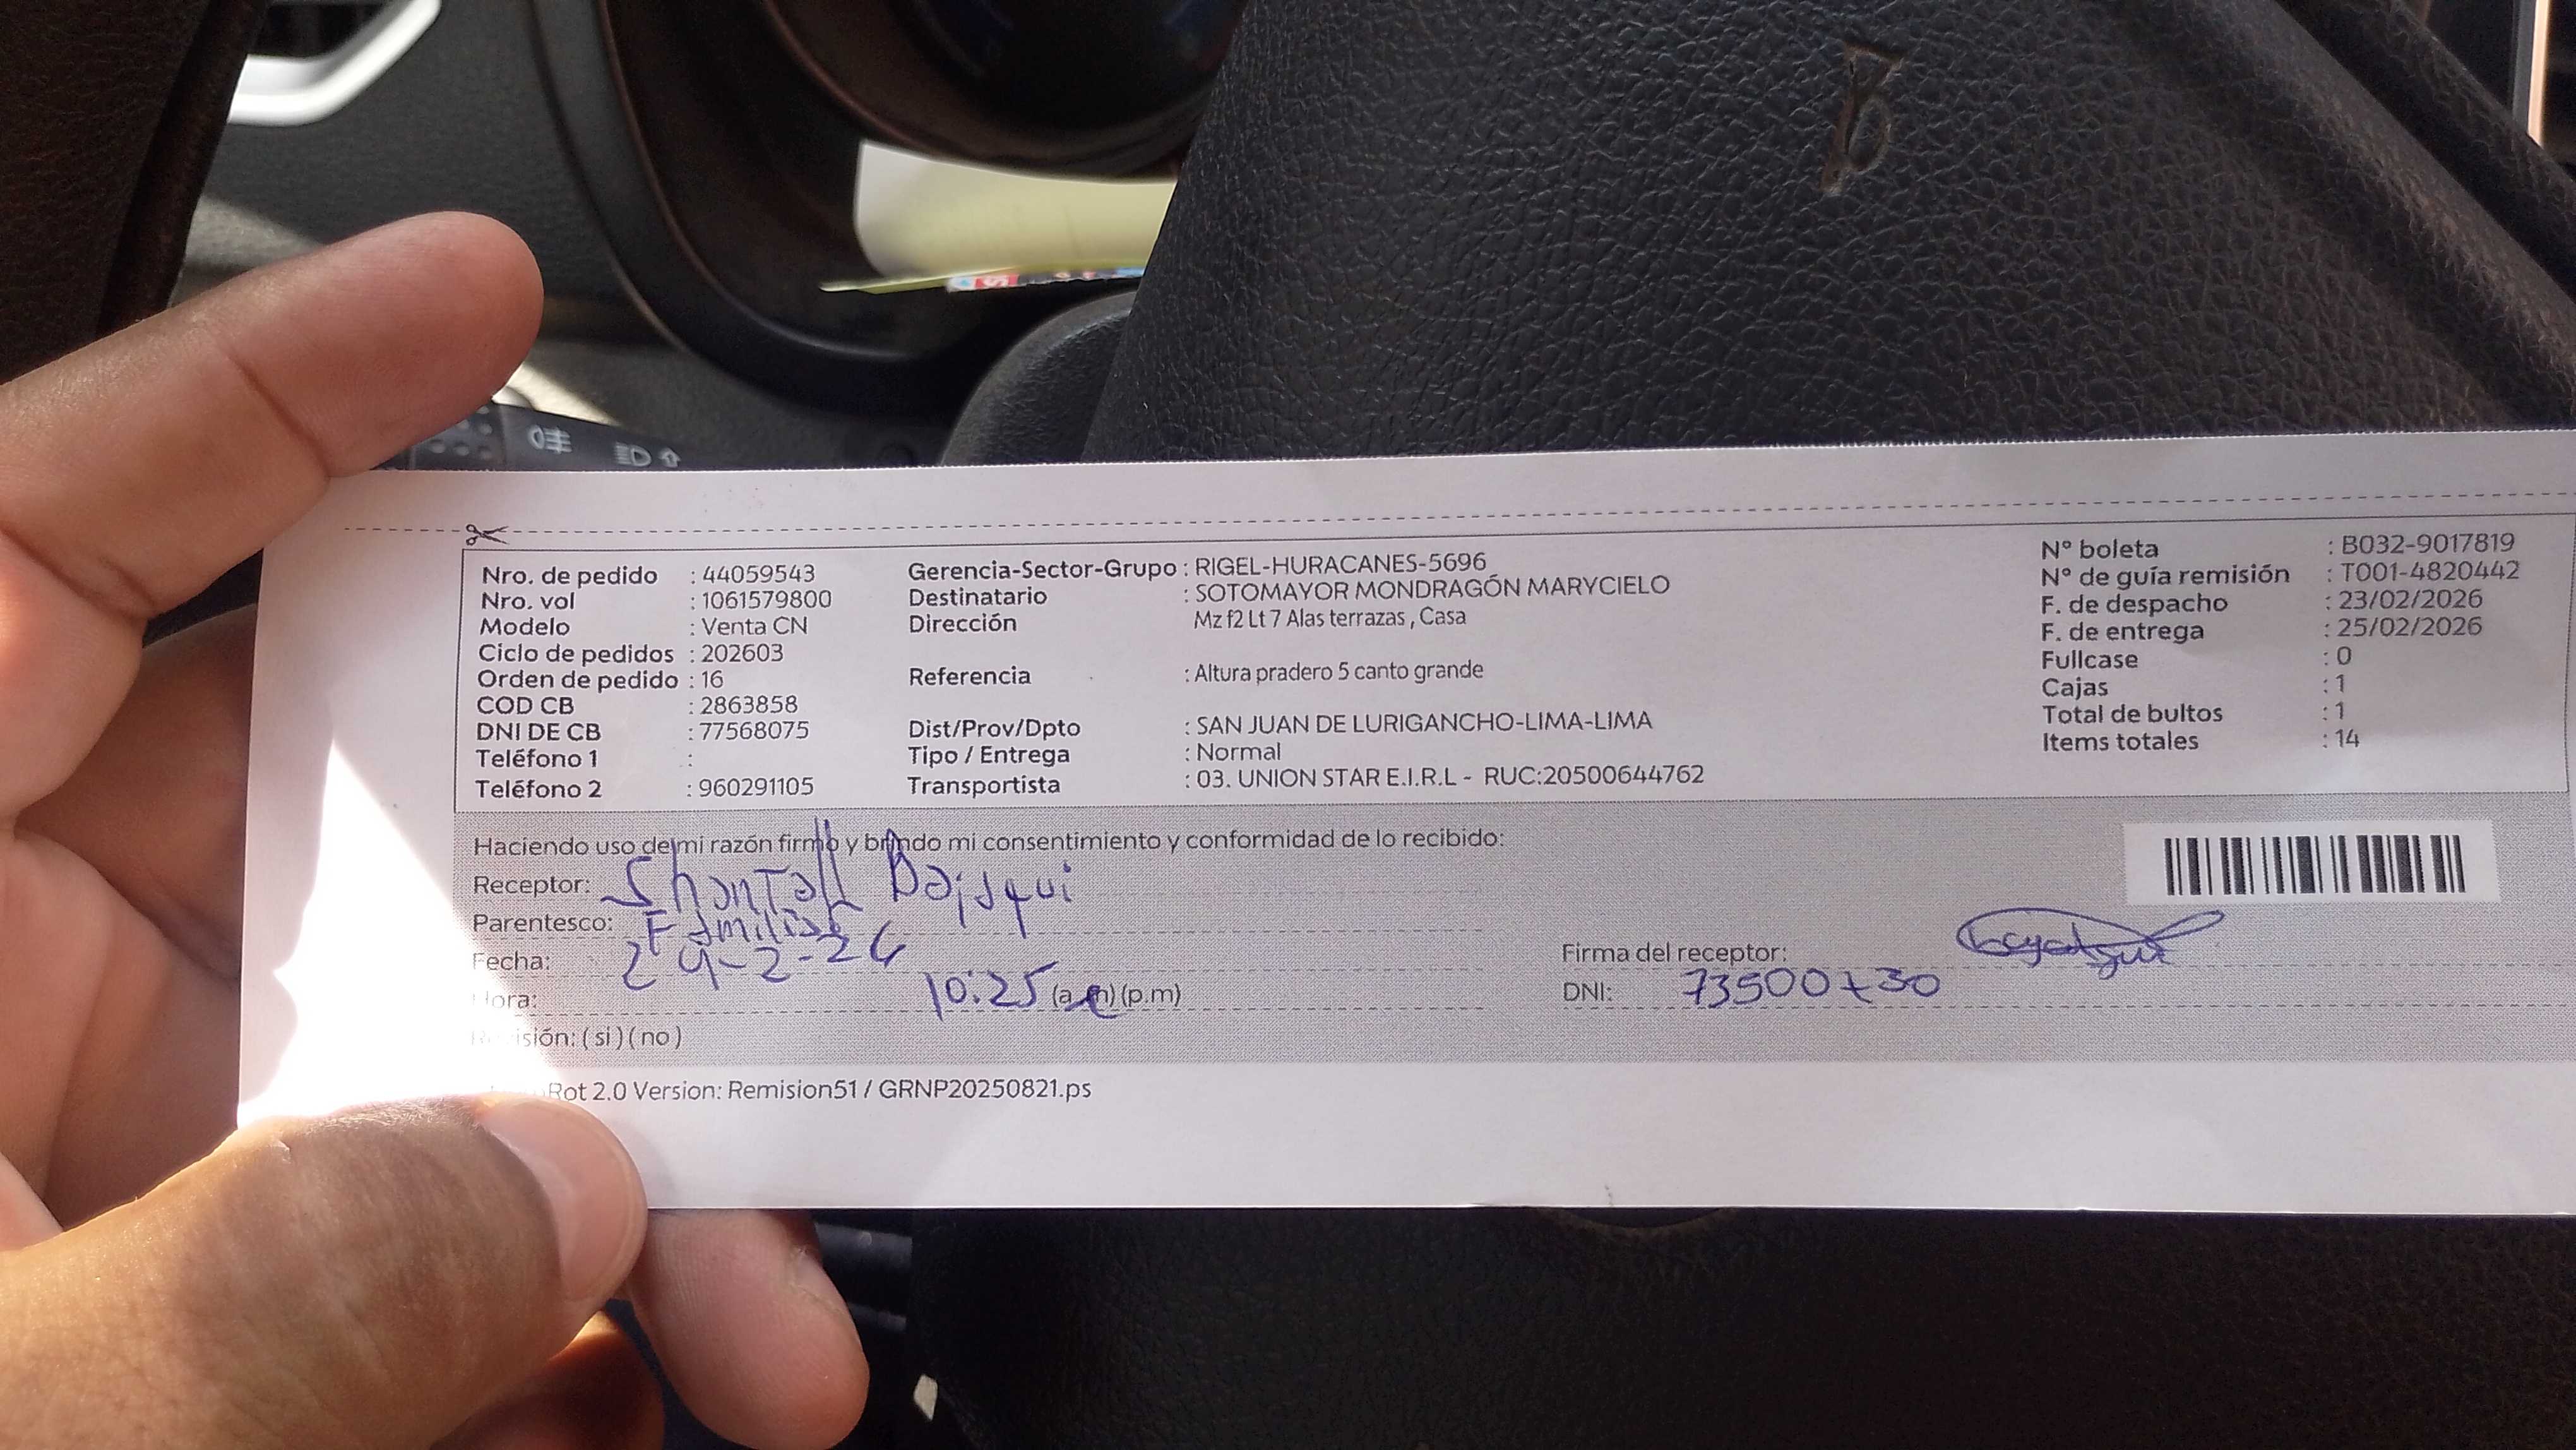 Nro. de pedido : 44059543
Nro. vol : 1061579800
Modelo : Venta CN
Ciclo de pedidos : 202603
Orden de pedido : 16
COD CB : 2863858
DNI DE CB : 77568075
Teléfono 1 :
Teléfono 2 : 960291105
Gerencia-Sector-Grupo : RIGEL-HURACANES-5696
Destinatario : SOTOMAYOR MONDRAGÓN MARYCIELO
Dirección Mz f2 Lt 7 Alas terrazas , Casa
Referencia : Altura pradero 5 canto grande
Dist/Prov/Dpto : SAN JUAN DE LURIGANCHO-LIMA-LIMA
Tipo / Entrega : Normal
Transportista : 03. UNION STAR E.I.R.L - RUC:20500644762
N° boleta : B032-9017819
N° de guía remisión : T001-4820442
F. de despacho : 23/02/2026
F. de entrega : 25/02/2026
Fullcase : 0
Cajas : 1
Total de bultos : 1
Items totales : 14
Haciendo uso de mi razón firmo y brindo mi consentimiento y conformidad de lo recibido:
Receptor:
Parentesco: Familiar
Fecha:
Hora: 10:25 (a.m) (p.m)
Revisión: ( si ) ( no )
Firma del receptor:
DNI:
Rot 2.0 Version: Remision51 / GRNP20250821.ps